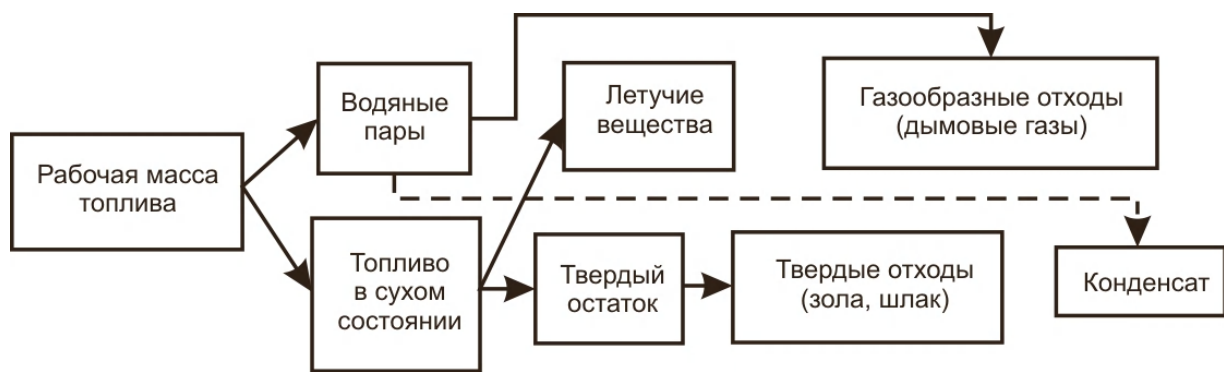 Рабочая масса
топлива
Водяные
пары
Летучие
вещества
Газообразные отходы
(дымовые газы)
Топливо
в сухом
состоянии
Твердый
остаток
Твердые отходы
(зола, шлак)
Конденсат